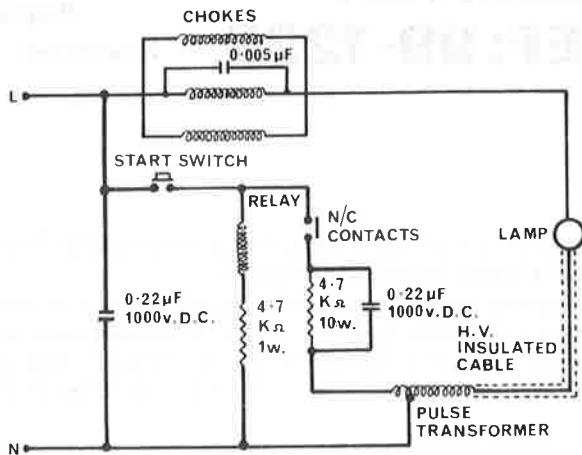 CHOKES
0·005µF
L
START SWITCH
RELAY
N/C
CONTACTS
LAMP
0·22µF
1000v.D.C.
4·7
KΩ
1w.
4·7
KΩ
10w.
0·22µF
1000v.D.C.
H.V.
INSULATED
CABLE
PULSE
TRANSFORMER
N